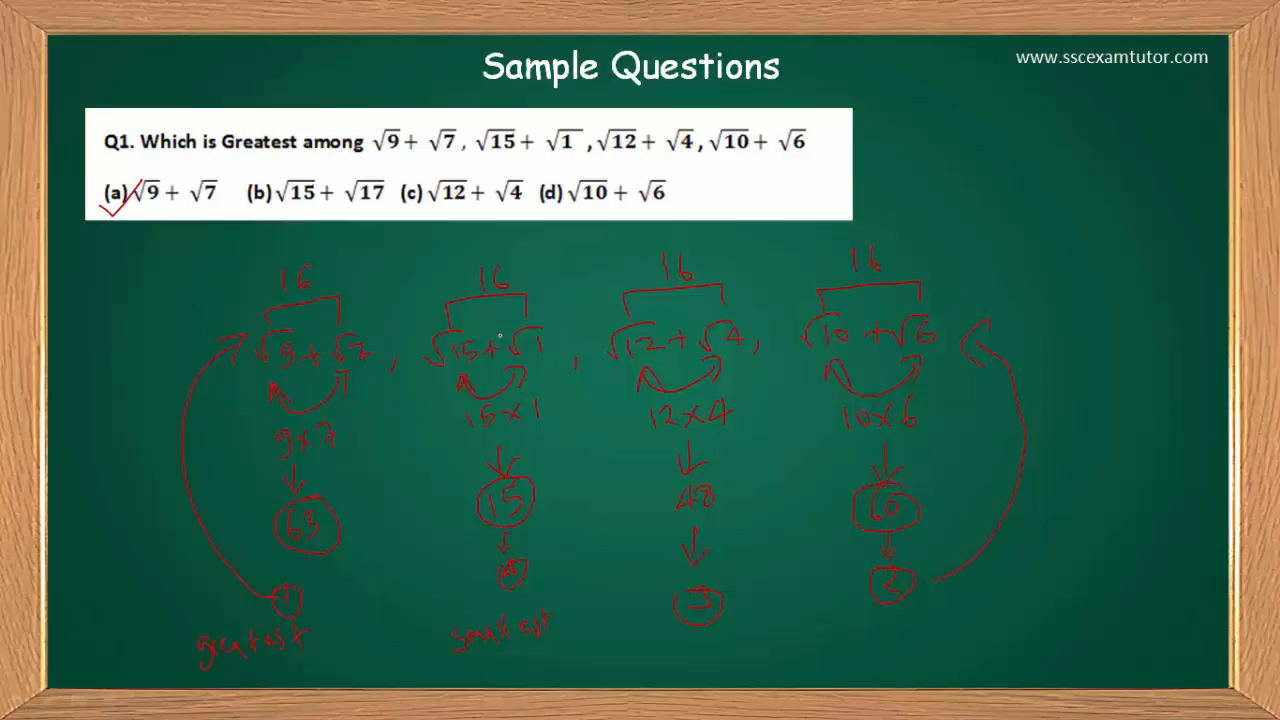 Sample Questions
www.sscexamtutor.com
Q1. Which is Greatest among √9 + √7 , √15 + √1 , √12 + √4 , √10 + √6
(a) √9 + √7 (b) √15 + √17 (c) √12 + √4 (d) √10 + √6
16 16 16 16
√9 + √7 , √15 + √1 , √12 + √4 , √10 + √6
9×7 15×1 12×4 10×6
63 15 48 60
1 4 3 2
greatest smallest